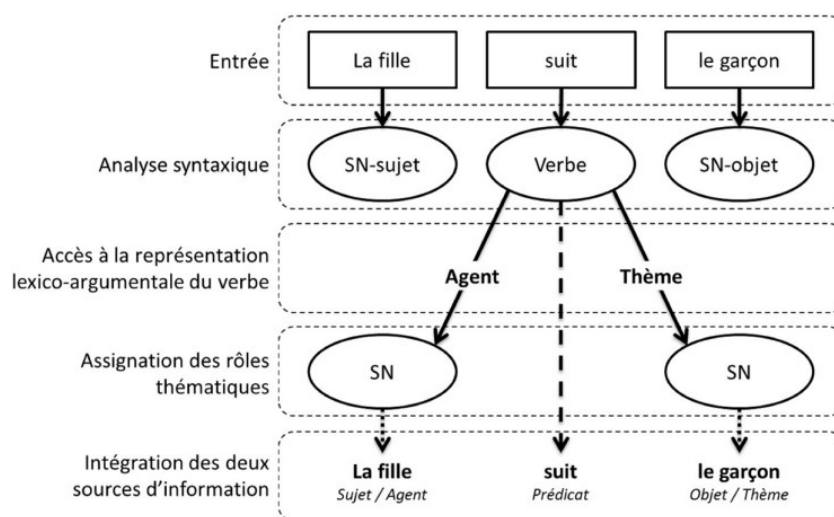 Entrée
La fille
suit
le garçon
Analyse syntaxique
SN-sujet
Verbe
SN-objet
Accès à la représentation
lexico-argumentale du verbe
Agent
Thème
Assignation des rôles
thématiques
SN
SN
Intégration des deux
sources d’information
La fille
Sujet / Agent
suit
Prédicat
le garçon
Objet / Thème